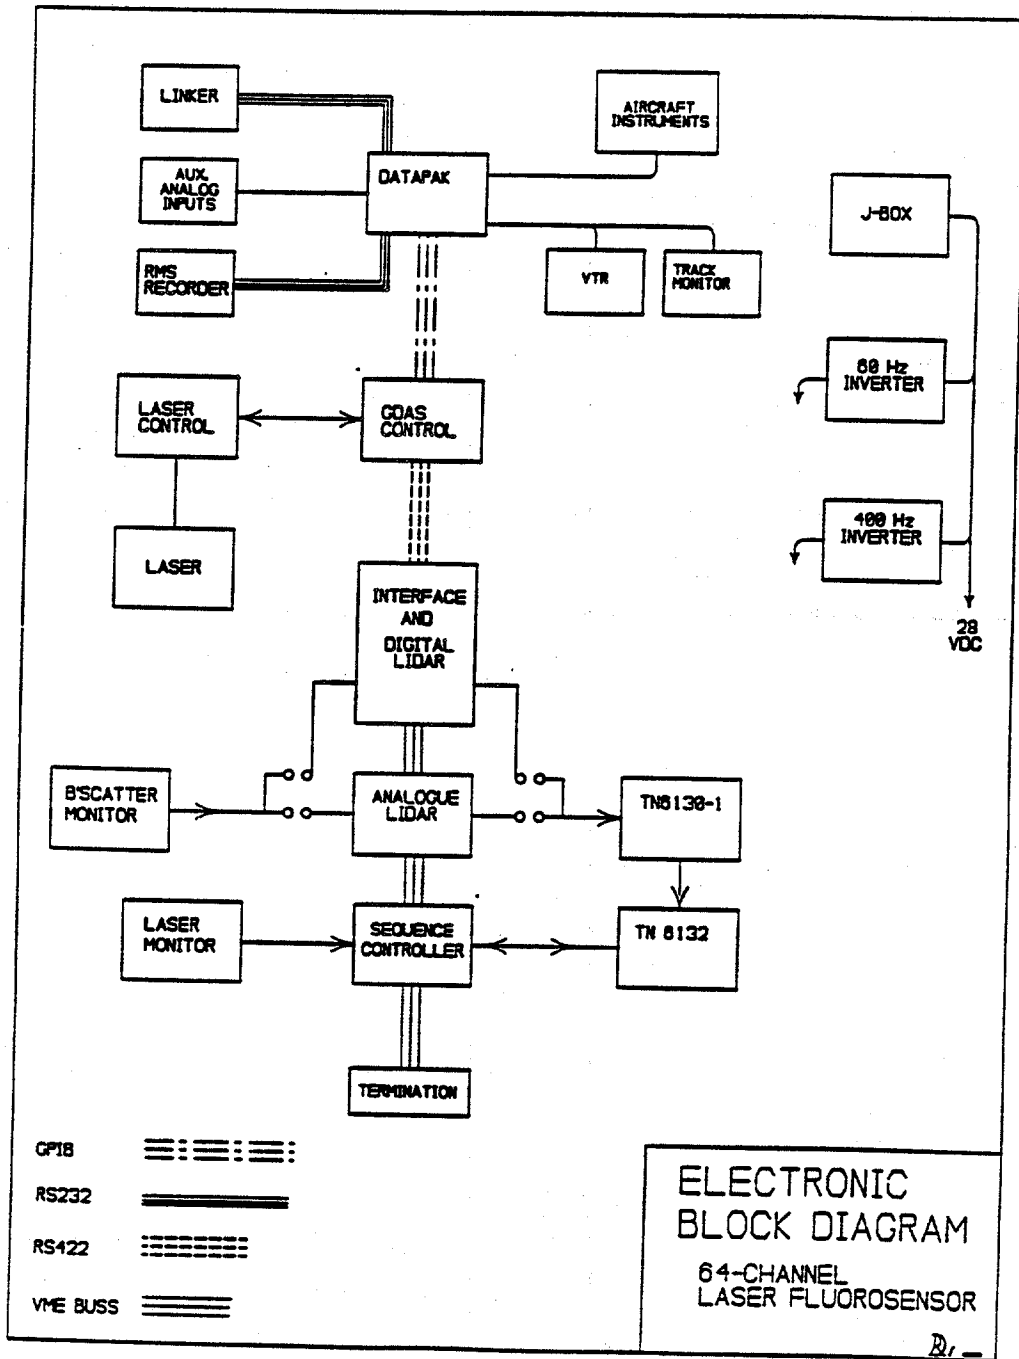 LINKER
AIRCRAFT
INSTRUMENTS
AUX.
ANALOG
INPUTS
DATAPAK
J-BOX
RMS
RECORDER
VTR
TRACK
MONITOR
60 Hz
INVERTER
LASER
CONTROL
CDAS
CONTROL
400 Hz
INVERTER
LASER
INTERFACE
AND
DIGITAL
LIDAR
28
VDC
B'SCATTER
MONITOR
ANALOGUE
LIDAR
TN6130-1
LASER
MONITOR
SEQUENCE
CONTROLLER
TN 6132
TERMINATION
GPIB
RS232
RS422
VME BUSS
ELECTRONIC
BLOCK DIAGRAM
64-CHANNEL
LASER FLUOROSENSOR